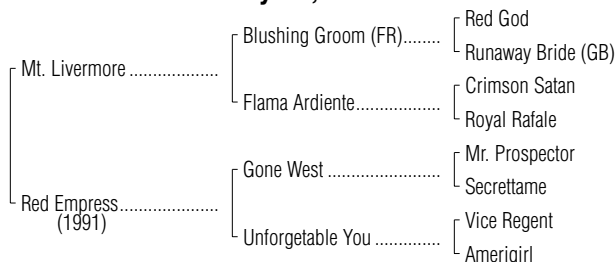 Red God
Blushing Groom (FR)........
Runaway Bride (GB)
Mt. Livermore ...................
Crimson Satan
Flama Ardiente..................
Royal Rafale
Mr. Prospector
Gone West .......................
Secrettame
Red Empress.....................
(1991)
Vice Regent
Unforgetable You ...............
Amerigirl